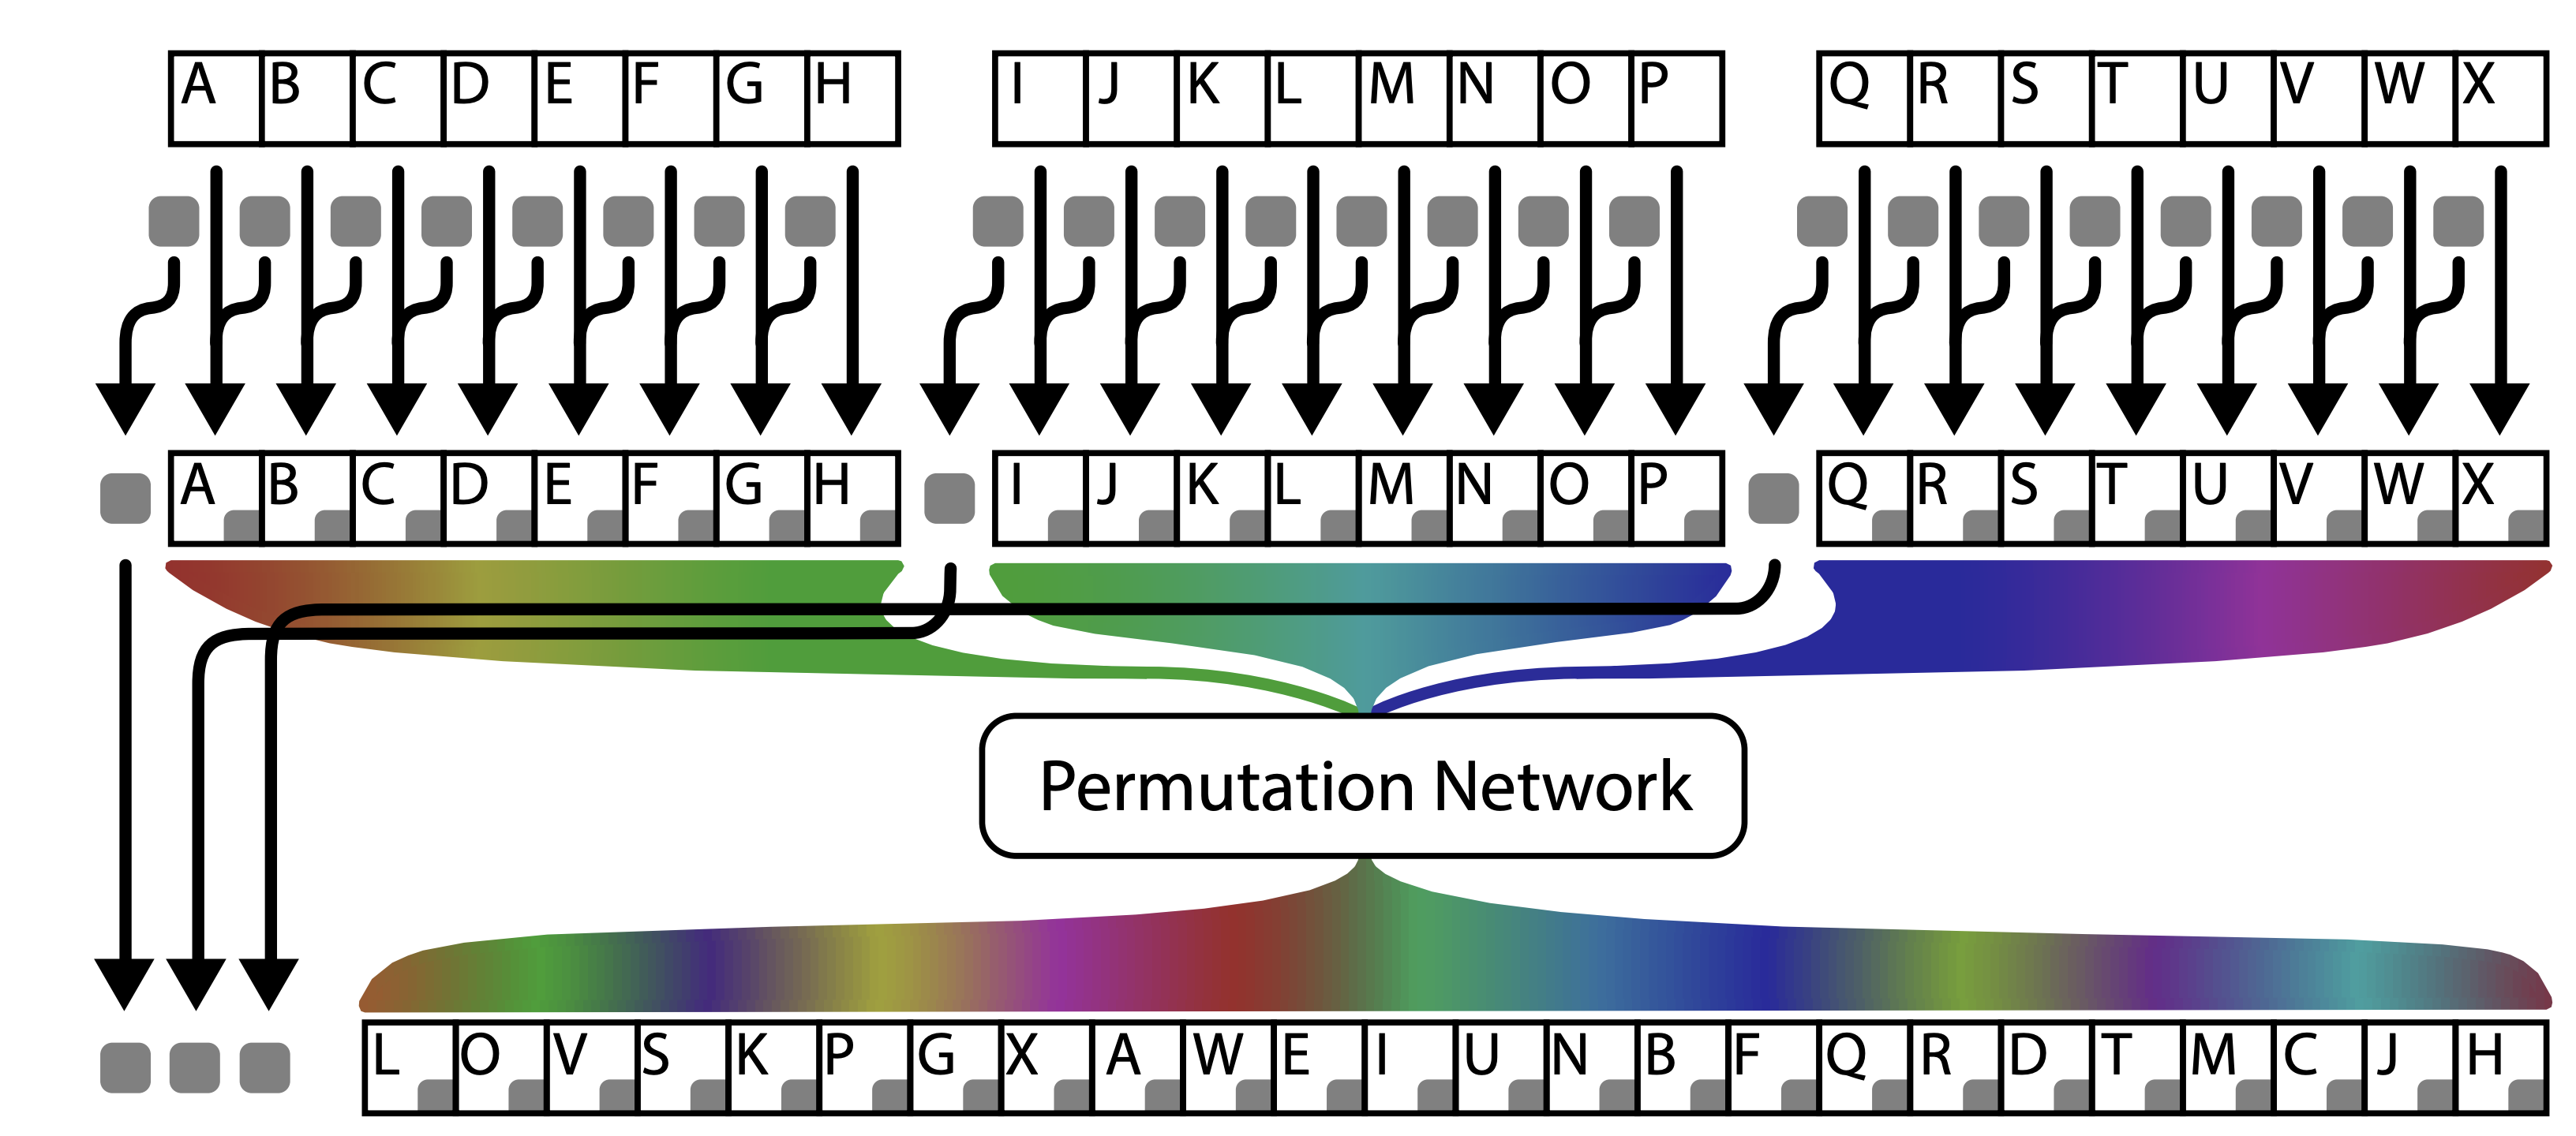 A B C D E F G H I J K L M N O P Q R S T U V W X
A B C D E F G H I J K L M N O P Q R S T U V W X
Permutation Network
L O V S K P G X A W E I U N B F Q R D T M C J H